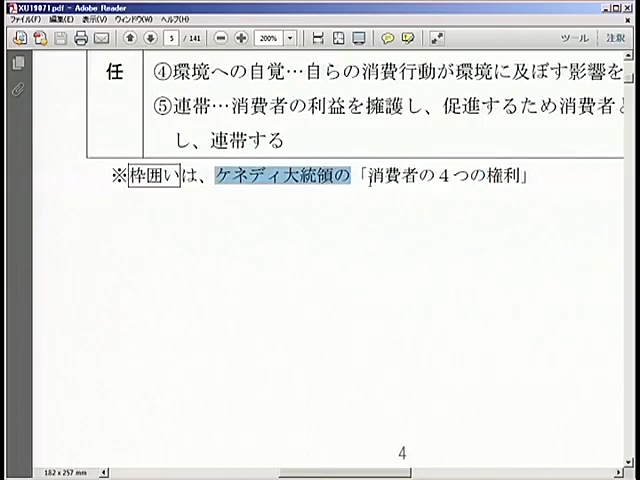 XU19071.pdf - Adobe Reader
ファイル(F) 編集(E) 表示(V) ウィンドウ(W) ヘルプ(H)
5 / 141 200% ツール 注釈
任
④環境への自覚…自らの消費行動が環境に及ぼす影響を
⑤連帯…消費者の利益を擁護し、促進するため消費者と
し、連帯する
※枠囲いは、ケネディ大統領の「消費者の４つの権利」
4
182 x 257 mm